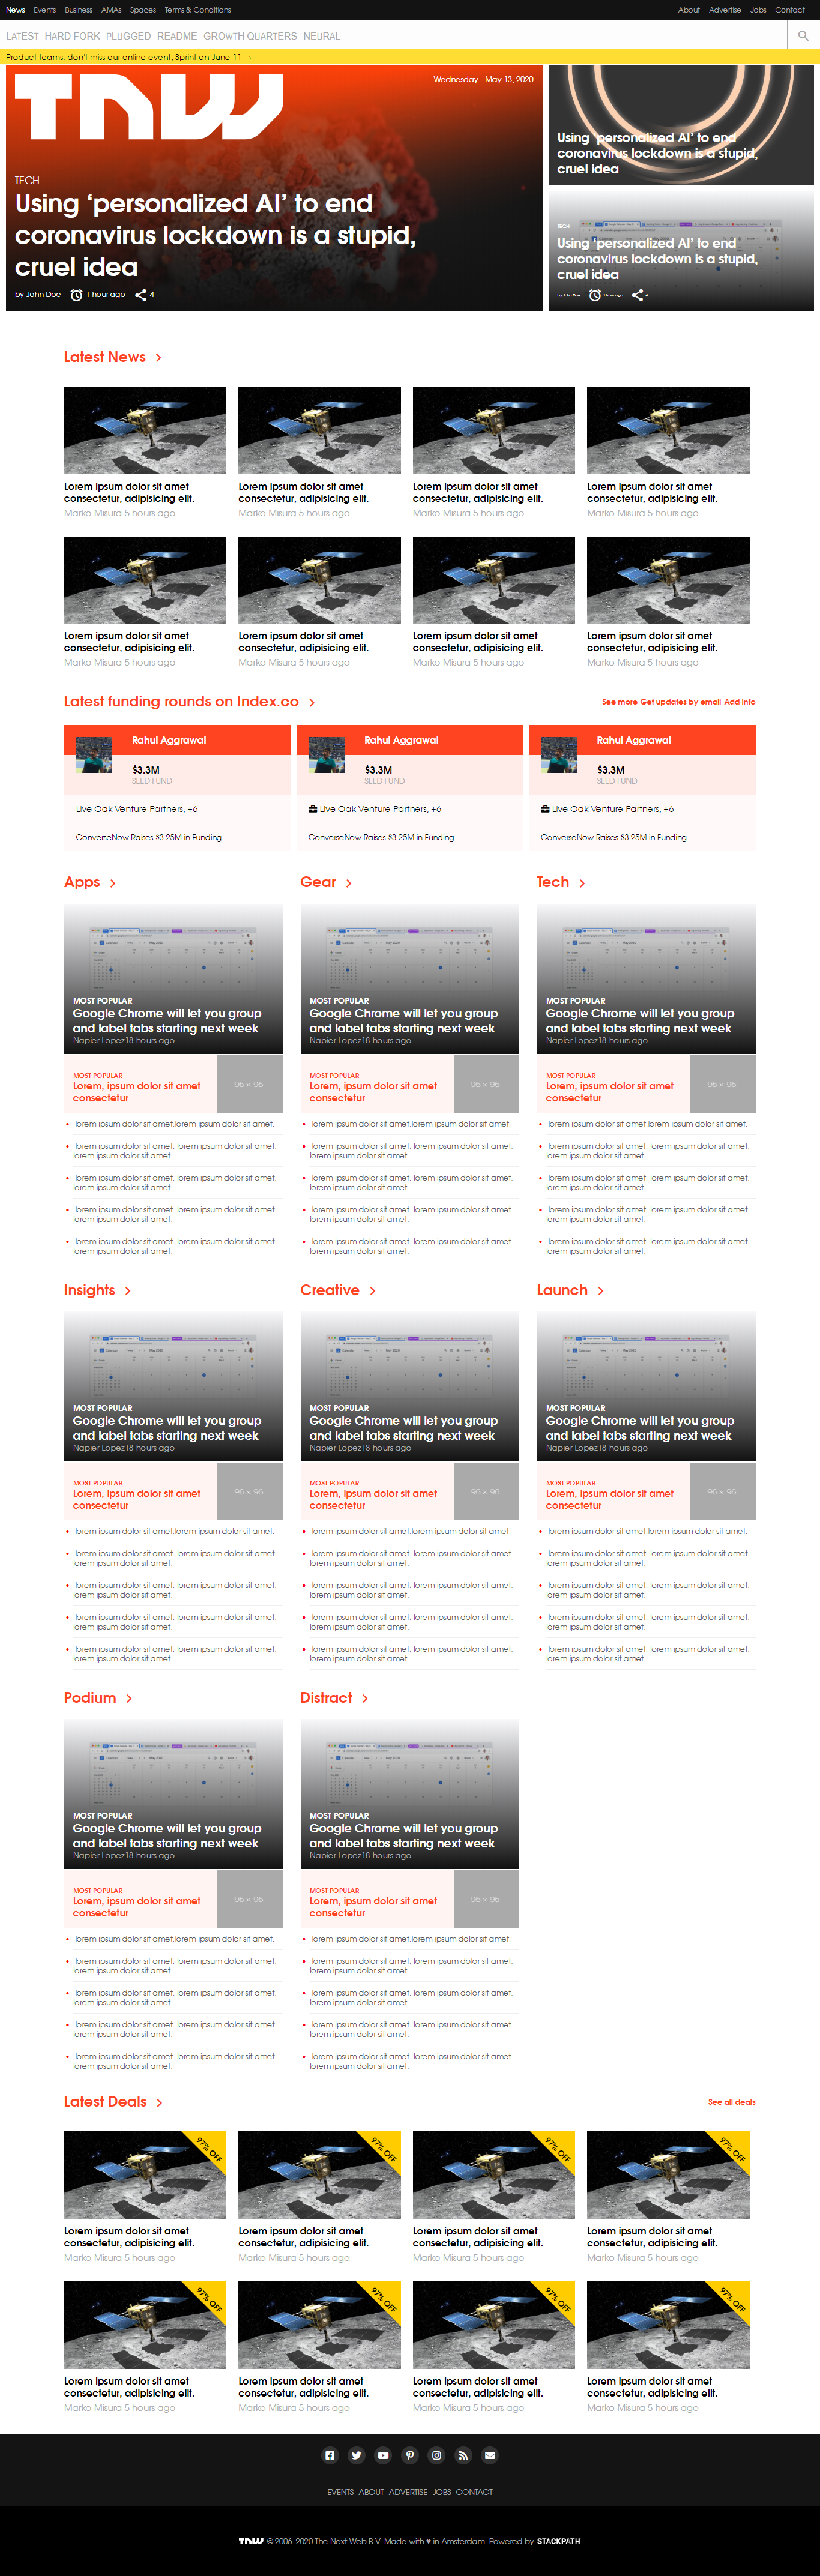 News Events Business AMAs Spaces Terms & Conditions About Advertise Jobs Contact
LATEST HARD FORK PLUGGED README GROWTH QUARTERS NEURAL
Product teams: don't miss our online event, Sprint on June 11 →
TNW
Wednesday - May 13, 2020
TECH
Using ‘personalized AI’ to end
coronavirus lockdown is a stupid,
cruel idea
by John Doe 1 hour ago 4
Using ‘personalized AI’ to end
coronavirus lockdown is a stupid,
cruel idea
TECH
Using ‘personalized AI’ to end
coronavirus lockdown is a stupid,
cruel idea
by John Doe 1 hour ago 4
Latest News
Lorem ipsum dolor sit amet
consectetur, adipisicing elit.
Marko Misura 5 hours ago
Lorem ipsum dolor sit amet
consectetur, adipisicing elit.
Marko Misura 5 hours ago
Lorem ipsum dolor sit amet
consectetur, adipisicing elit.
Marko Misura 5 hours ago
Lorem ipsum dolor sit amet
consectetur, adipisicing elit.
Marko Misura 5 hours ago
Lorem ipsum dolor sit amet
consectetur, adipisicing elit.
Marko Misura 5 hours ago
Lorem ipsum dolor sit amet
consectetur, adipisicing elit.
Marko Misura 5 hours ago
Lorem ipsum dolor sit amet
consectetur, adipisicing elit.
Marko Misura 5 hours ago
Lorem ipsum dolor sit amet
consectetur, adipisicing elit.
Marko Misura 5 hours ago
Latest funding rounds on Index.co
See more Get updates by email Add info
Rahul Aggrawal
$3.3M
SEED FUND
Live Oak Venture Partners, +6
ConverseNow Raises $3.25M in Funding
Rahul Aggrawal
$3.3M
SEED FUND
Live Oak Venture Partners, +6
ConverseNow Raises $3.25M in Funding
Rahul Aggrawal
$3.3M
SEED FUND
Live Oak Venture Partners, +6
ConverseNow Raises $3.25M in Funding
Apps
MOST POPULAR
Google Chrome will let you group
and label tabs starting next week
Napier Lopez18 hours ago
MOST POPULAR
Lorem, ipsum dolor sit amet
consectetur
96 × 96
lorem ipsum dolor sit amet.lorem ipsum dolor sit amet.
lorem ipsum dolor sit amet. lorem ipsum dolor sit amet.
lorem ipsum dolor sit amet.
lorem ipsum dolor sit amet. lorem ipsum dolor sit amet.
lorem ipsum dolor sit amet.
lorem ipsum dolor sit amet. lorem ipsum dolor sit amet.
lorem ipsum dolor sit amet.
lorem ipsum dolor sit amet. lorem ipsum dolor sit amet.
lorem ipsum dolor sit amet.
Gear
MOST POPULAR
Google Chrome will let you group
and label tabs starting next week
Napier Lopez18 hours ago
MOST POPULAR
Lorem, ipsum dolor sit amet
consectetur
96 × 96
lorem ipsum dolor sit amet.lorem ipsum dolor sit amet.
lorem ipsum dolor sit amet. lorem ipsum dolor sit amet.
lorem ipsum dolor sit amet.
lorem ipsum dolor sit amet. lorem ipsum dolor sit amet.
lorem ipsum dolor sit amet.
lorem ipsum dolor sit amet. lorem ipsum dolor sit amet.
lorem ipsum dolor sit amet.
lorem ipsum dolor sit amet. lorem ipsum dolor sit amet.
lorem ipsum dolor sit amet.
Tech
MOST POPULAR
Google Chrome will let you group
and label tabs starting next week
Napier Lopez18 hours ago
MOST POPULAR
Lorem, ipsum dolor sit amet
consectetur
96 × 96
lorem ipsum dolor sit amet.lorem ipsum dolor sit amet.
lorem ipsum dolor sit amet. lorem ipsum dolor sit amet.
lorem ipsum dolor sit amet.
lorem ipsum dolor sit amet. lorem ipsum dolor sit amet.
lorem ipsum dolor sit amet.
lorem ipsum dolor sit amet. lorem ipsum dolor sit amet.
lorem ipsum dolor sit amet.
lorem ipsum dolor sit amet. lorem ipsum dolor sit amet.
lorem ipsum dolor sit amet.
Insights
MOST POPULAR
Google Chrome will let you group
and label tabs starting next week
Napier Lopez18 hours ago
MOST POPULAR
Lorem, ipsum dolor sit amet
consectetur
96 × 96
lorem ipsum dolor sit amet.lorem ipsum dolor sit amet.
lorem ipsum dolor sit amet. lorem ipsum dolor sit amet.
lorem ipsum dolor sit amet.
lorem ipsum dolor sit amet. lorem ipsum dolor sit amet.
lorem ipsum dolor sit amet.
lorem ipsum dolor sit amet. lorem ipsum dolor sit amet.
lorem ipsum dolor sit amet.
lorem ipsum dolor sit amet. lorem ipsum dolor sit amet.
lorem ipsum dolor sit amet.
Creative
MOST POPULAR
Google Chrome will let you group
and label tabs starting next week
Napier Lopez18 hours ago
MOST POPULAR
Lorem, ipsum dolor sit amet
consectetur
96 × 96
lorem ipsum dolor sit amet.lorem ipsum dolor sit amet.
lorem ipsum dolor sit amet. lorem ipsum dolor sit amet.
lorem ipsum dolor sit amet.
lorem ipsum dolor sit amet. lorem ipsum dolor sit amet.
lorem ipsum dolor sit amet.
lorem ipsum dolor sit amet. lorem ipsum dolor sit amet.
lorem ipsum dolor sit amet.
lorem ipsum dolor sit amet. lorem ipsum dolor sit amet.
lorem ipsum dolor sit amet.
Launch
MOST POPULAR
Google Chrome will let you group
and label tabs starting next week
Napier Lopez18 hours ago
MOST POPULAR
Lorem, ipsum dolor sit amet
consectetur
96 × 96
lorem ipsum dolor sit amet.lorem ipsum dolor sit amet.
lorem ipsum dolor sit amet. lorem ipsum dolor sit amet.
lorem ipsum dolor sit amet.
lorem ipsum dolor sit amet. lorem ipsum dolor sit amet.
lorem ipsum dolor sit amet.
lorem ipsum dolor sit amet. lorem ipsum dolor sit amet.
lorem ipsum dolor sit amet.
lorem ipsum dolor sit amet. lorem ipsum dolor sit amet.
lorem ipsum dolor sit amet.
Podium
MOST POPULAR
Google Chrome will let you group
and label tabs starting next week
Napier Lopez18 hours ago
MOST POPULAR
Lorem, ipsum dolor sit amet
consectetur
96 × 96
lorem ipsum dolor sit amet.lorem ipsum dolor sit amet.
lorem ipsum dolor sit amet. lorem ipsum dolor sit amet.
lorem ipsum dolor sit amet.
lorem ipsum dolor sit amet. lorem ipsum dolor sit amet.
lorem ipsum dolor sit amet.
lorem ipsum dolor sit amet. lorem ipsum dolor sit amet.
lorem ipsum dolor sit amet.
lorem ipsum dolor sit amet. lorem ipsum dolor sit amet.
lorem ipsum dolor sit amet.
Distract
MOST POPULAR
Google Chrome will let you group
and label tabs starting next week
Napier Lopez18 hours ago
MOST POPULAR
Lorem, ipsum dolor sit amet
consectetur
96 × 96
lorem ipsum dolor sit amet.lorem ipsum dolor sit amet.
lorem ipsum dolor sit amet. lorem ipsum dolor sit amet.
lorem ipsum dolor sit amet.
lorem ipsum dolor sit amet. lorem ipsum dolor sit amet.
lorem ipsum dolor sit amet.
lorem ipsum dolor sit amet. lorem ipsum dolor sit amet.
lorem ipsum dolor sit amet.
lorem ipsum dolor sit amet. lorem ipsum dolor sit amet.
lorem ipsum dolor sit amet.
Latest Deals
See all deals
97% OFF
Lorem ipsum dolor sit amet
consectetur, adipisicing elit.
Marko Misura 5 hours ago
97% OFF
Lorem ipsum dolor sit amet
consectetur, adipisicing elit.
Marko Misura 5 hours ago
97% OFF
Lorem ipsum dolor sit amet
consectetur, adipisicing elit.
Marko Misura 5 hours ago
97% OFF
Lorem ipsum dolor sit amet
consectetur, adipisicing elit.
Marko Misura 5 hours ago
97% OFF
Lorem ipsum dolor sit amet
consectetur, adipisicing elit.
Marko Misura 5 hours ago
97% OFF
Lorem ipsum dolor sit amet
consectetur, adipisicing elit.
Marko Misura 5 hours ago
97% OFF
Lorem ipsum dolor sit amet
consectetur, adipisicing elit.
Marko Misura 5 hours ago
97% OFF
Lorem ipsum dolor sit amet
consectetur, adipisicing elit.
Marko Misura 5 hours ago
EVENTS ABOUT ADVERTISE JOBS CONTACT
TNW © 2006–2020 The Next Web B.V. Made with ♥ in Amsterdam. Powered by STACKPATH